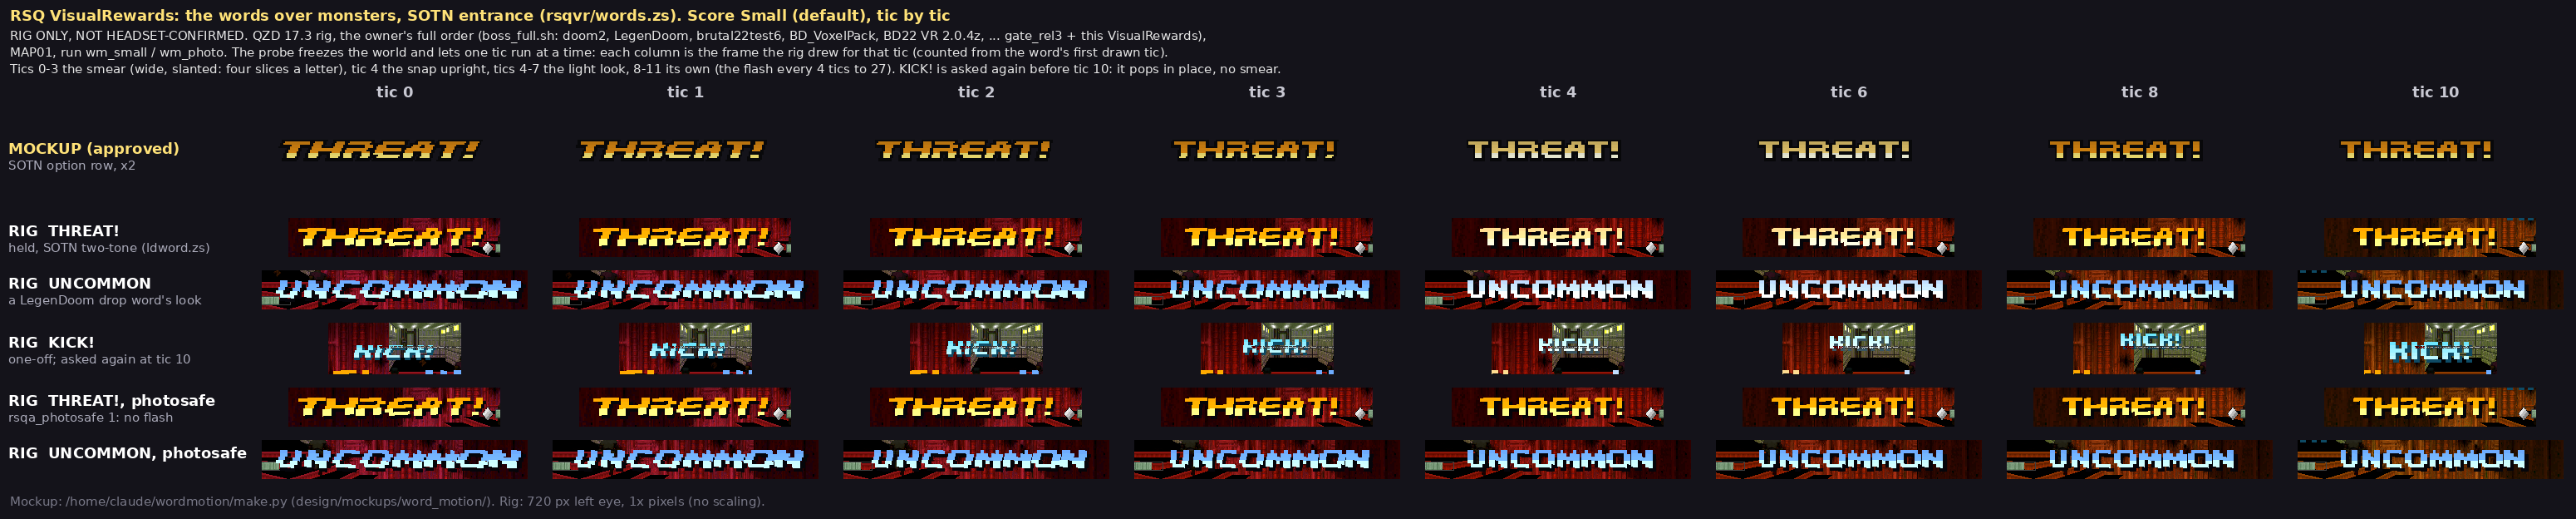 RSQ VisualRewards: the words over monsters, SOTN entrance (rsqvr/words.zs). Score Small (default), tic by tic
RIG ONLY, NOT HEADSET-CONFIRMED. QZD 17.3 rig, the owner's full order (boss_full.sh: doom2, LegenDoom, brutal22test6, BD_VoxelPack, BD22 VR 2.0.4z, ... gate_rel3 + this VisualRewards),
MAP01, run wm_small / wm_photo. The probe freezes the world and lets one tic run at a time: each column is the frame the rig drew for that tic (counted from the word's first drawn tic).
Tics 0-3 the smear (wide, slanted: four slices a letter), tic 4 the snap upright, tics 4-7 the light look, 8-11 its own (the flash every 4 tics to 27). KICK! is asked again before tic 10: it pops in place, no smear.
tic 0 tic 1 tic 2 tic 3 tic 4 tic 6 tic 8 tic 10
MOCKUP (approved) THREAT! THREAT! THREAT! THREAT! THREAT! THREAT! THREAT! THREAT!
SOTN option row, x2
RIG THREAT! THREAT! THREAT! THREAT! THREAT! THREAT! THREAT! THREAT! THREAT!
held, SOTN two-tone (ldword.zs)
RIG UNCOMMON UNCOMMON UNCOMMON UNCOMMON UNCOMMON UNCOMMON UNCOMMON UNCOMMON UNCOMMON
a LegenDoom drop word's look
RIG KICK! KICK! KICK! KICK! KICK! KICK! KICK! KICK! KICK!
one-off; asked again at tic 10
RIG THREAT!, photosafe THREAT! THREAT! THREAT! THREAT! THREAT! THREAT! THREAT! THREAT!
rsqa_photosafe 1: no flash
RIG UNCOMMON, photosafe UNCOMMON UNCOMMON UNCOMMON UNCOMMON UNCOMMON UNCOMMON UNCOMMON UNCOMMON
Mockup: /home/claude/wordmotion/make.py (design/mockups/word_motion/). Rig: 720 px left eye, 1x pixels (no scaling).